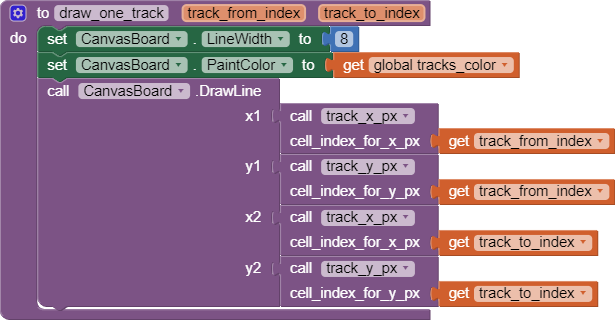 to draw_one_track track_from_index track_to_index
do set CanvasBoard . LineWidth to 8
set CanvasBoard . PaintColor to get global tracks_color
call CanvasBoard .DrawLine
x1 call track_x_px
cell_index_for_x_px get track_from_index
y1 call track_y_px
cell_index_for_y_px get track_from_index
x2 call track_x_px
cell_index_for_x_px get track_to_index
y2 call track_y_px
cell_index_for_y_px get track_to_index